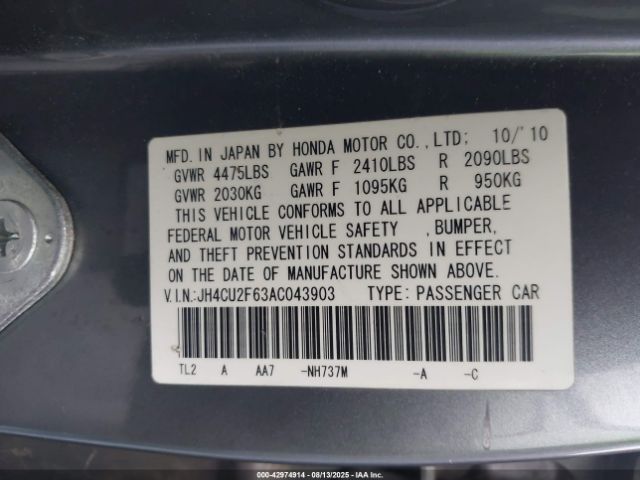 MFD. IN JAPAN BY HONDA MOTOR CO.,LTD; 10/'10
GVWR 4475LBS GAWR F 2410LBS R 2090LBS
GVWR 2030KG GAWR F 1095KG R 950KG
THIS VEHICLE CONFORMS TO ALL APPLICABLE
FEDERAL MOTOR VEHICLE SAFETY ,BUMPER,
AND THEFT PREVENTION STANDARDS IN EFFECT
ON THE DATE OF MANUFACTURE SHOWN ABOVE.
V.I.N.:JH4CU2F63AC043903 TYPE: PASSENGER CAR
TL2 A AA7 -NH737M -A -C
000-42974914 - 08/13/2025 - IAA Inc.